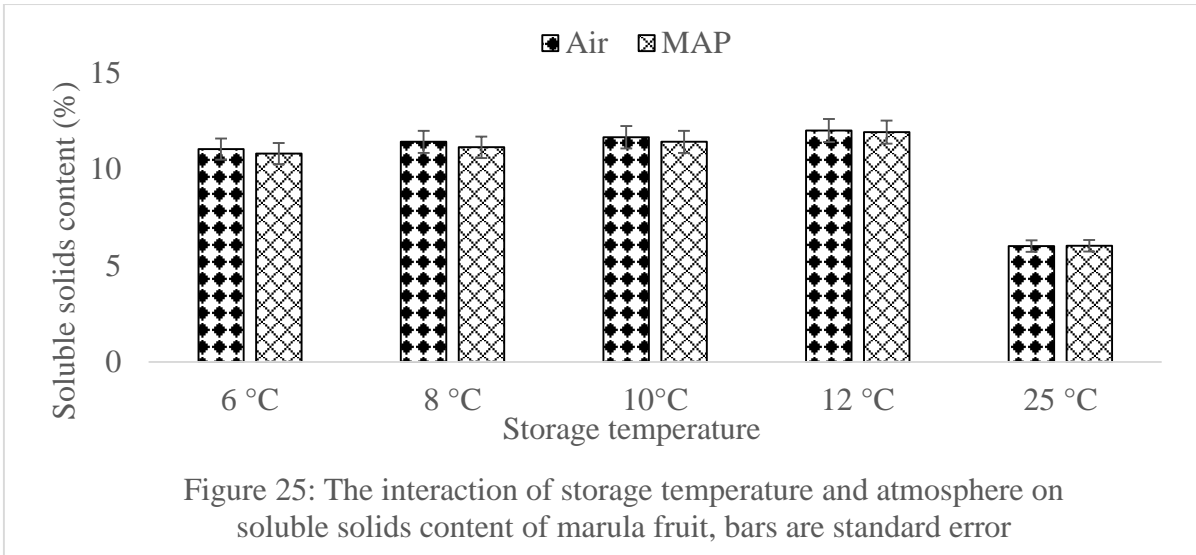 Air MAP
15
10
5
0
Soluble solids content (%)
6 °C 8 °C 10°C 12 °C 25 °C
Storage temperature
Figure 25: The interaction of storage temperature and atmosphere on
soluble solids content of marula fruit, bars are standard error